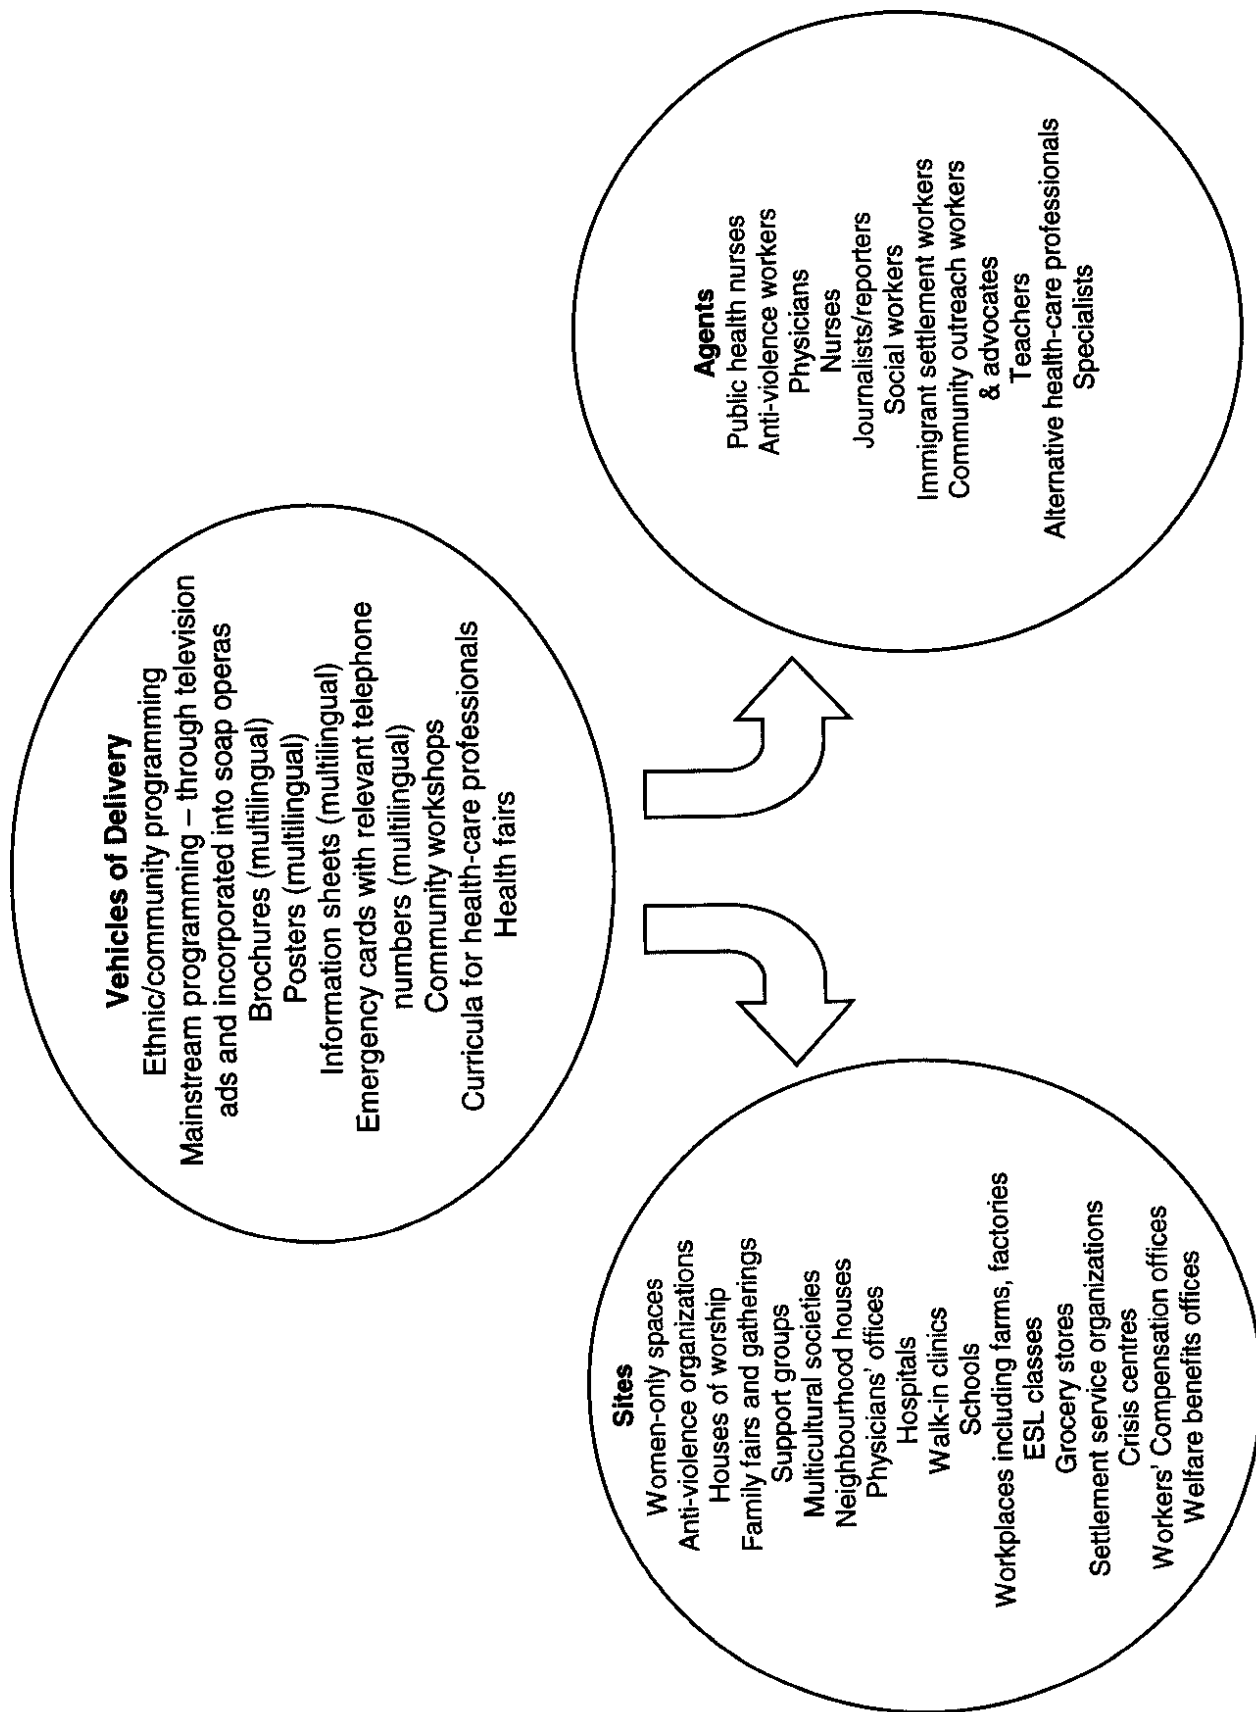 Vehicles of Delivery
Ethnic/community programming
Mainstream programming – through television
ads and incorporated into soap operas
Brochures (multilingual)
Posters (multilingual)
Information sheets (multilingual)
Emergency cards with relevant telephone
numbers (multilingual)
Community workshops
Curricula for health-care professionals
Health fairs
Sites
Women-only spaces
Anti-violence organizations
Houses of worship
Family fairs and gatherings
Support groups
Multicultural societies
Neighbourhood houses
Physicians' offices
Hospitals
Walk-in clinics
Schools
Workplaces including farms, factories
ESL classes
Grocery stores
Settlement service organizations
Crisis centres
Workers' Compensation offices
Welfare benefits offices
Agents
Public health nurses
Anti-violence workers
Physicians
Nurses
Journalists/reporters
Social workers
Immigrant settlement workers
Community outreach workers
& advocates
Teachers
Alternative health-care professionals
Specialists